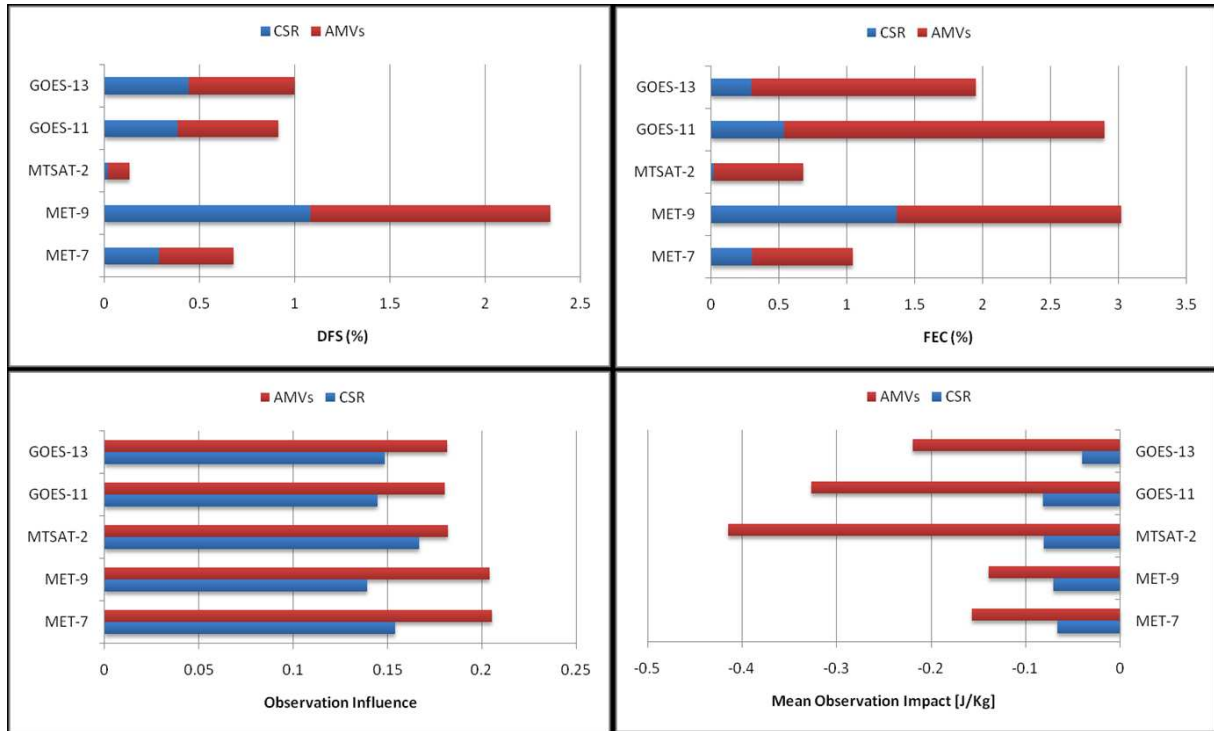 CSR AMVs
GOES-13
GOES-11
MTSAT-2
MET-9
MET-7
0 0.5 1 1.5 2 2.5
DFS (%)
CSR AMVs
GOES-13
GOES-11
MTSAT-2
MET-9
MET-7
0 0.5 1 1.5 2 2.5 3 3.5
FEC (%)
AMVs CSR
GOES-13
GOES-11
MTSAT-2
MET-9
MET-7
0 0.05 0.1 0.15 0.2 0.25
Observation Influence
AMVs CSR
GOES-13
GOES-11
MTSAT-2
MET-9
MET-7
-0.5 -0.4 -0.3 -0.2 -0.1 0
Mean Observation Impact [J/Kg]